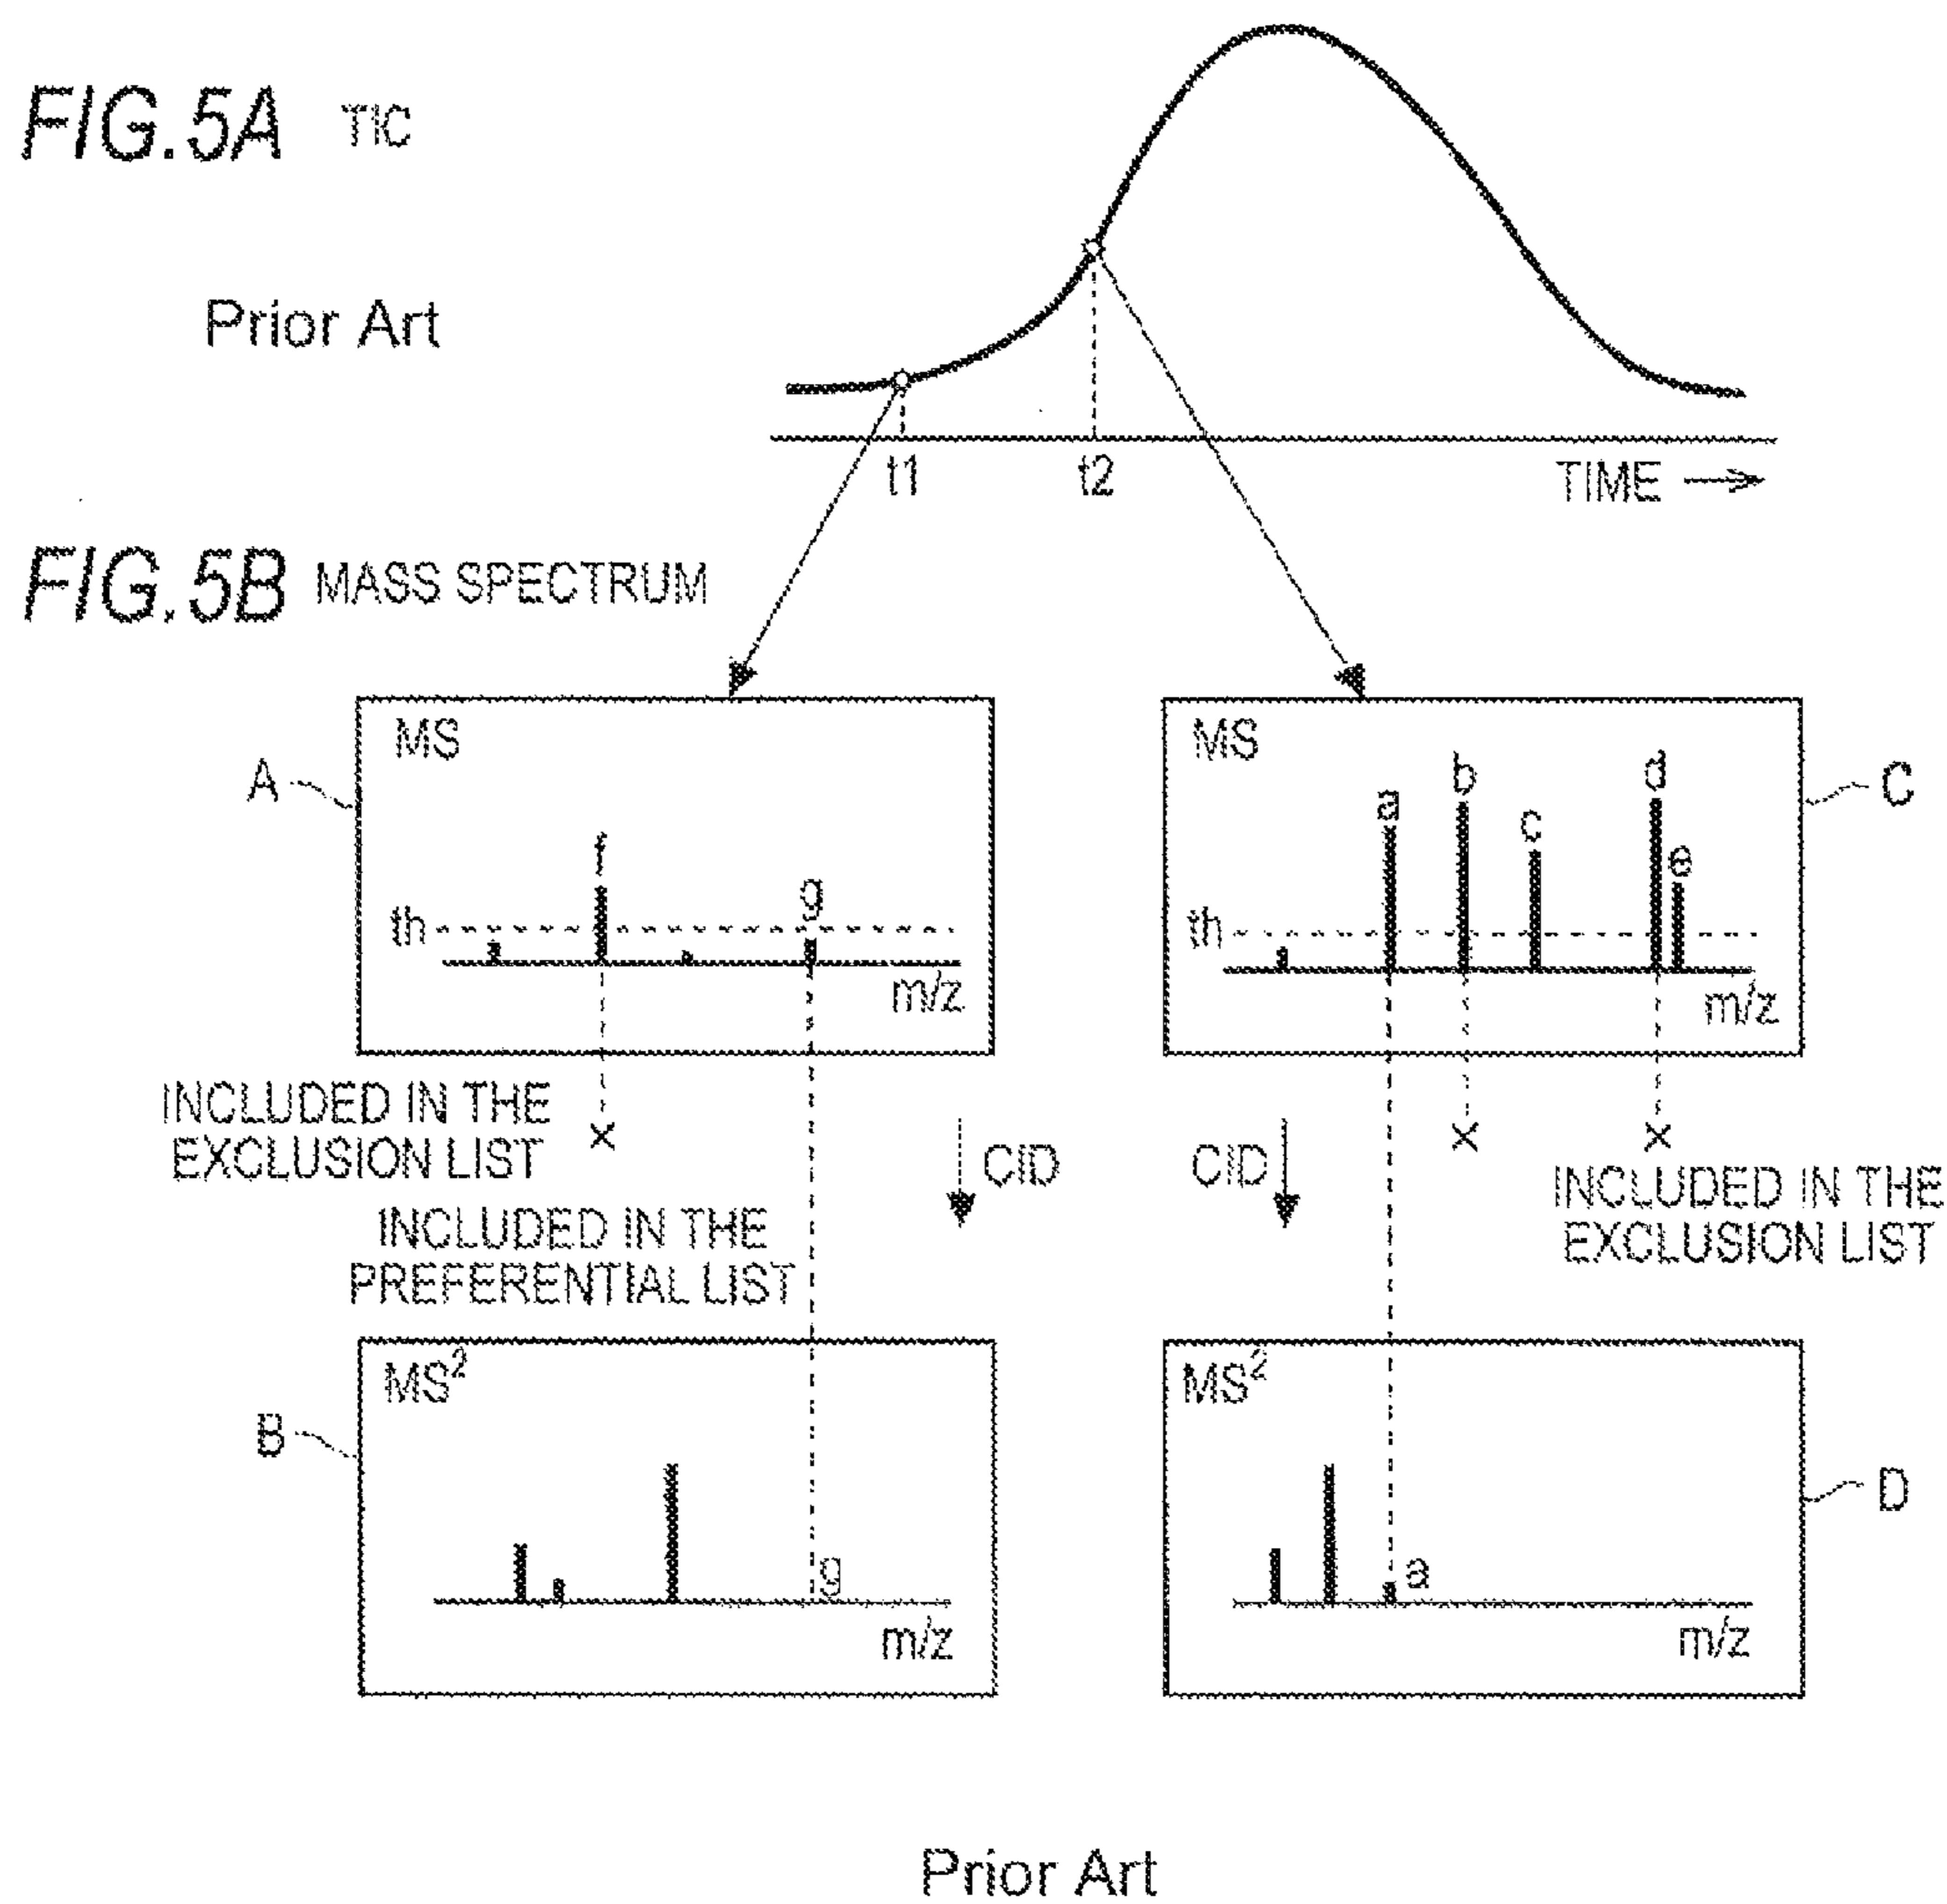 FIG.5A TIC
Prior Art
t1
t2
TIME
FIG.5B MASS SPECTRUM
MS
A
f
g
th
m/z
MS
C
a
b
c
d
e
th
m/z
INCLUDED IN THE
EXCLUSION LIST
x
CID
CID
x
x
INCLUDED IN THE
EXCLUSION LIST
INCLUDED IN THE
PREFERENTIAL LIST
MS²
B
g
m/z
MS²
D
a
m/z
Prior Art